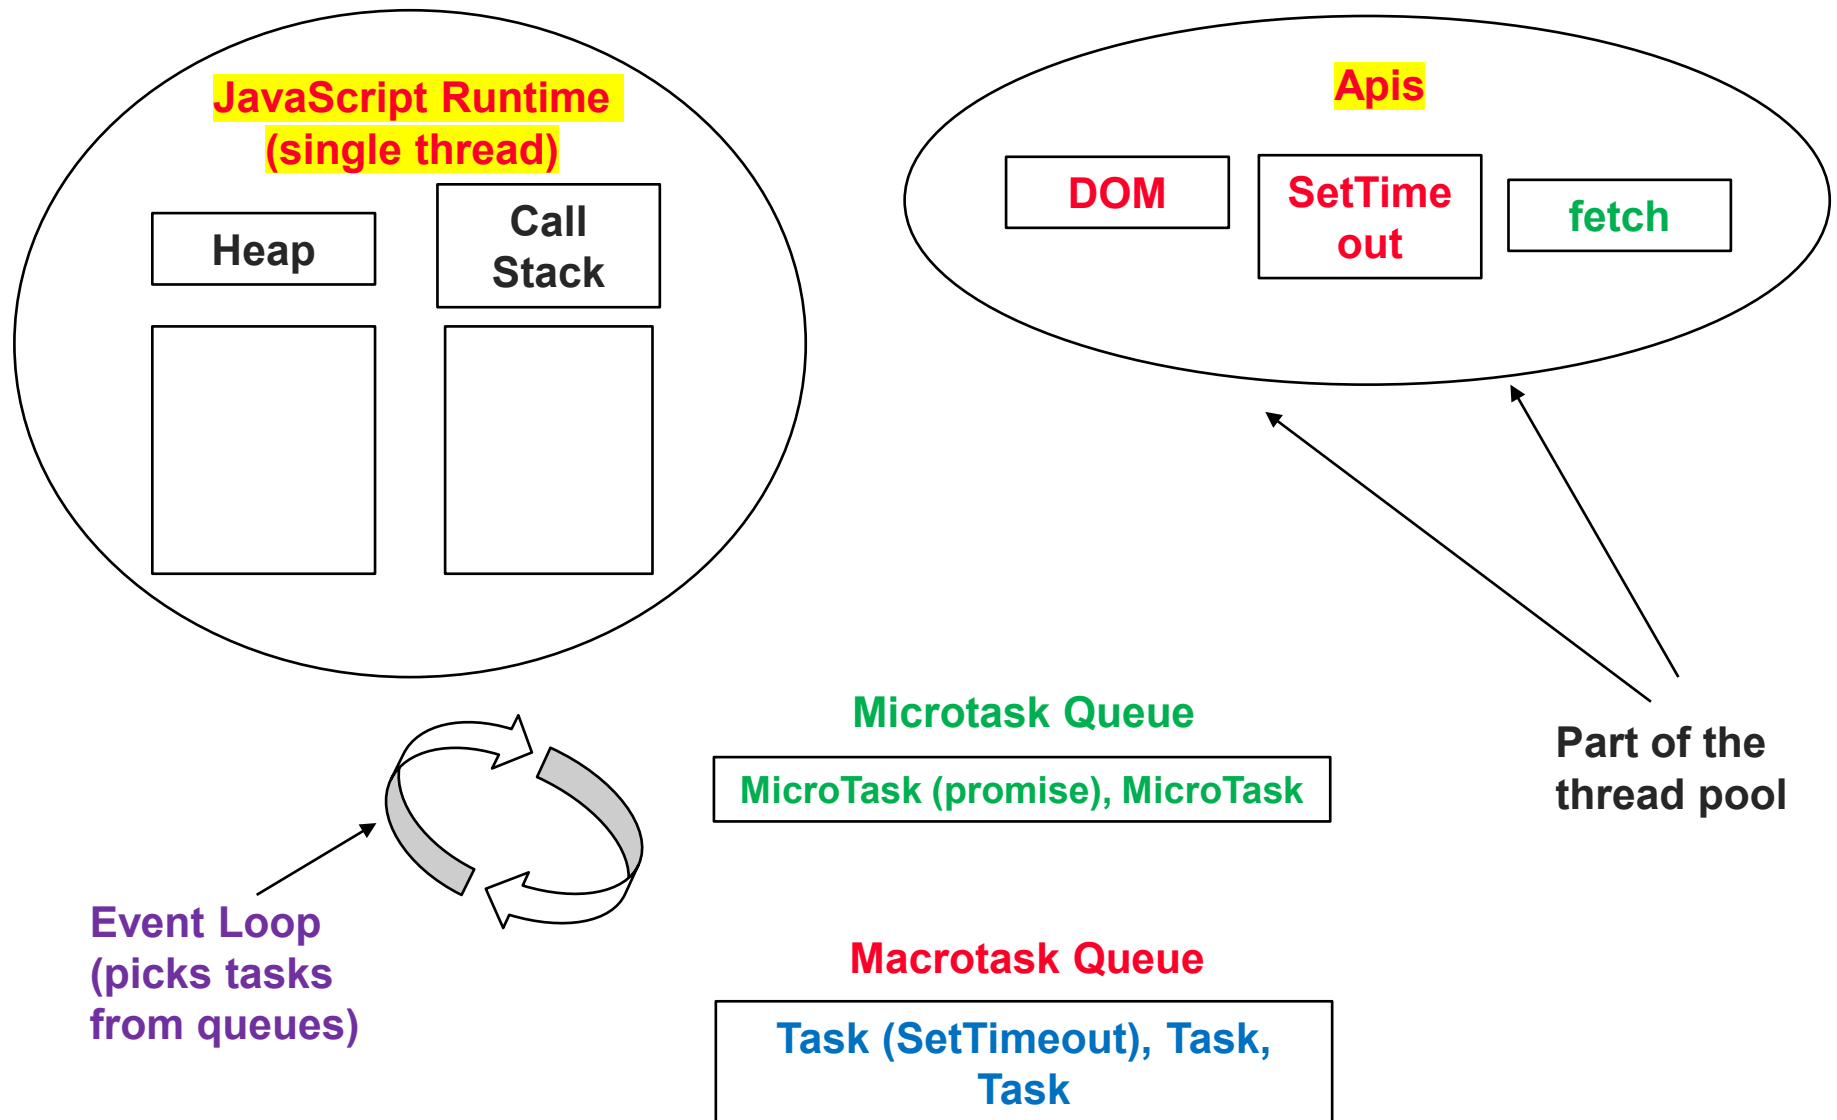 JavaScript Runtime
(single thread)
Heap
Call
Stack
Apis
DOM
SetTime
out
fetch
Part of the
thread pool
Microtask Queue
MicroTask (promise), MicroTask
Event Loop
(picks tasks
from queues)
Macrotask Queue
Task (SetTimeout), Task,
Task